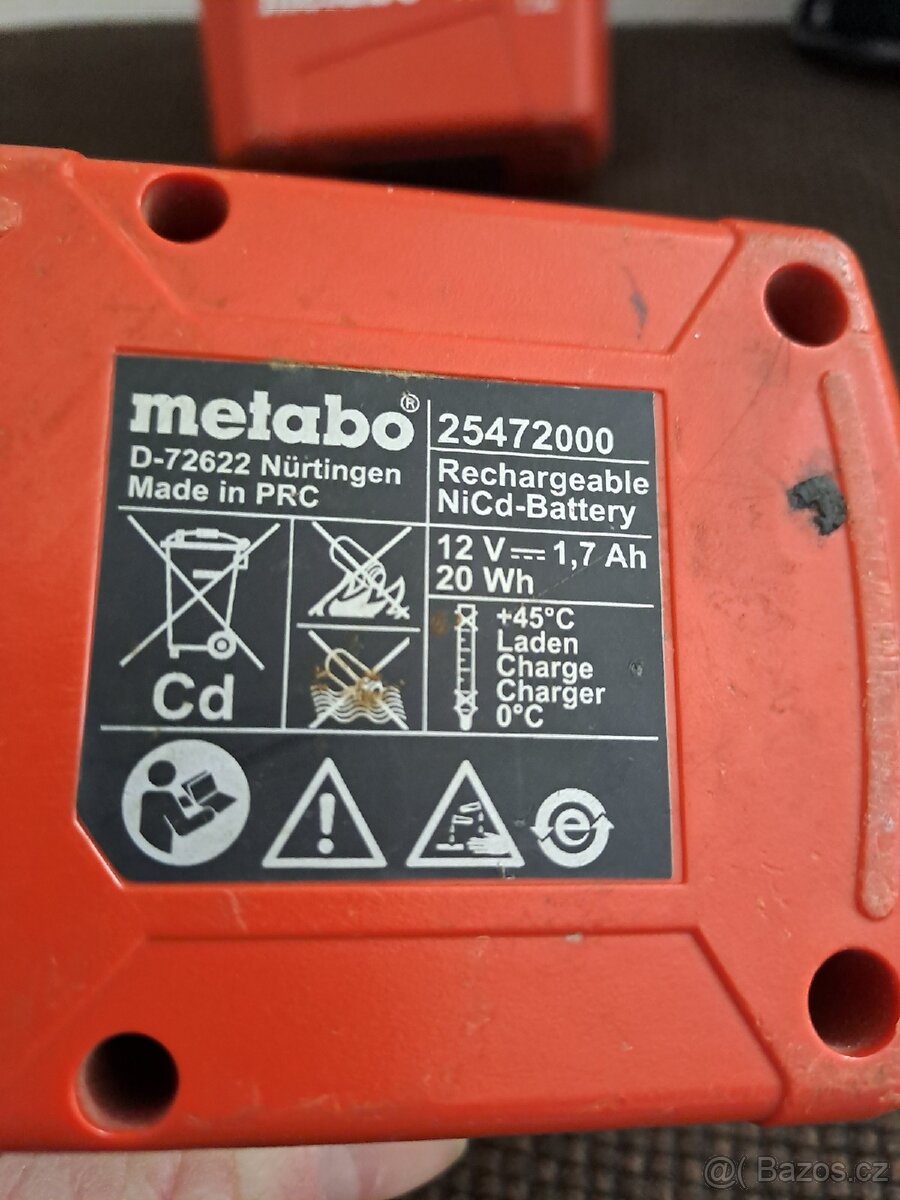 metabo
metabo®
D-72622 Nürtingen
Made in PRC
25472000
Rechargeable
NiCd-Battery
12 V 1,7 Ah
20 Wh
+45°C
Laden
Charge
Charger
0°C
Cd
e
@( Bazos.cz